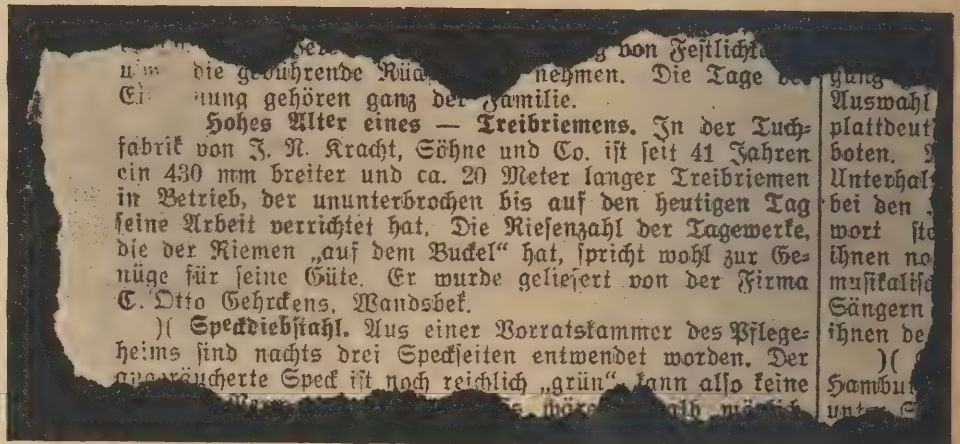 von
die gebührende nehmen. Die Tage
gehören ganz der Familie.
Hohes Alter eines — Treibriemens. In der Tuch-
fabrik von J. N. Kracht, Söhne und Co. ist seit 41 Jahren
ein 430 mm breiter und ca. 20 Meter langer Treibriemen
in Betrieb, der ununterbrochen bis auf den heutigen Tag
seine Arbeit verrichtet hat. Die Riesenzahl der Tagewerke,
die der Riemen „auf dem Buckel“ hat, spricht wohl zur Ge-
nüge für seine Güte. Er wurde geliefert von der Firma
C. Otto Gehrckens, Wandsbek.
)( Speckdiebstahl. Aus einer Vorratskammer des Pflege-
heims sind nachts drei Speckseiten entwendet worden. Der
Speck ist noch reichlich „grün“, kann also keine
Auswahl
plattdeut
boten.
Unterhal
bei den
wort
ihnen
musikalisch
Sängern
ihnen
)(
Hambu